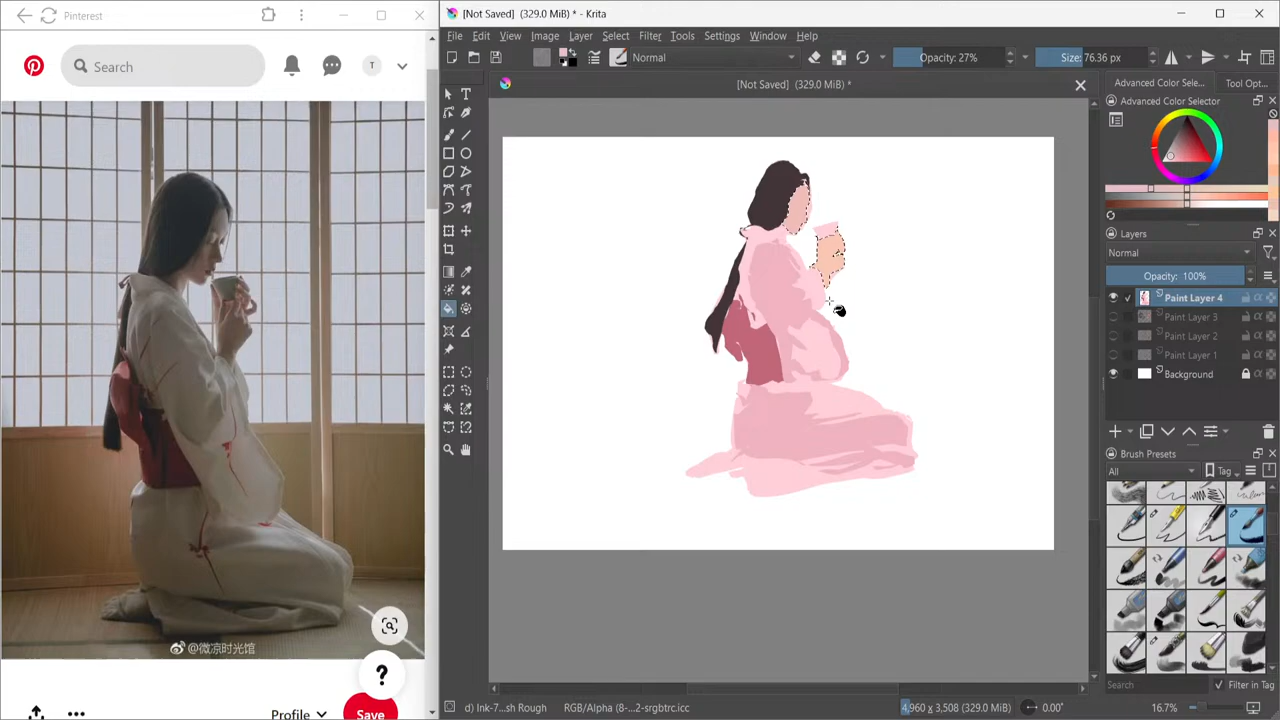 Pinterest
Search
@微凉时光馆
?
Profile
Save
[Not Saved] (329.0 MiB) * - Krita
File Edit View Image Layer Select Filter Tools Settings Window Help
Normal
Opacity: 27%
Size: 76.36 px
[Not Saved] (329.0 MiB) *
Advanced Color Sele...
Tool Opt...
Advanced Color Selector
Layers
Normal
Opacity: 100%
Paint Layer 4
Paint Layer 3
Paint Layer 2
Paint Layer 1
Background
Brush Presets
All
Tag
Search
Filter in Tag
d) Ink-7...sh Rough
RGB/Alpha (8-...2-srgbtrc.icc
4,960 x 3,508 (329.0 MiB)
0.00°
16.7%